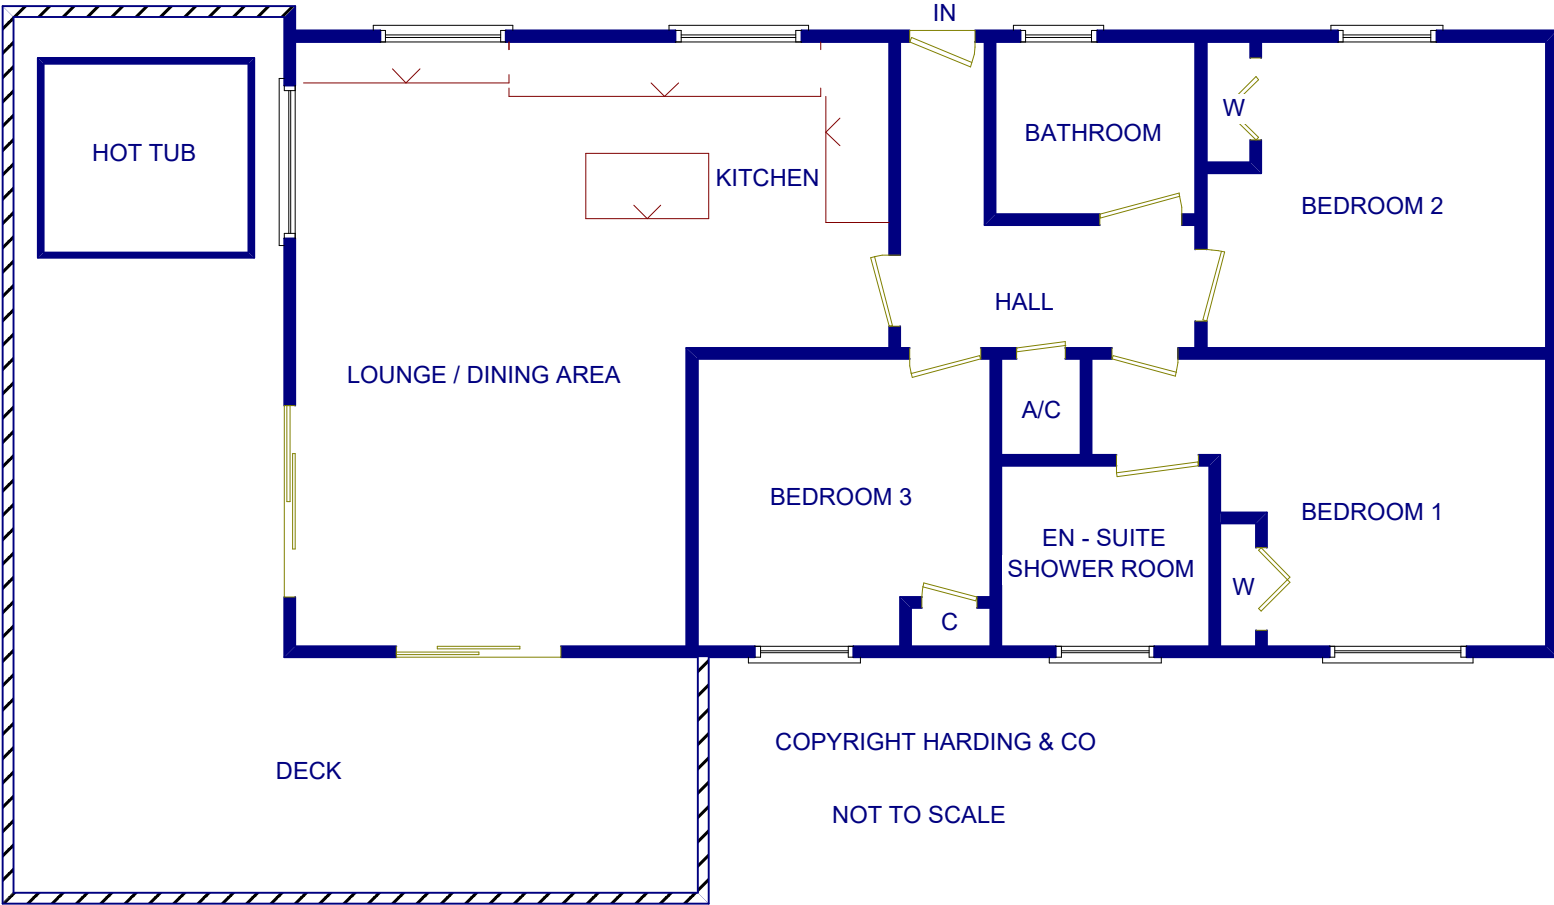 IN
HOT TUB
KITCHEN
BATHROOM
W
BEDROOM 2
HALL
LOUNGE / DINING AREA
A/C
BEDROOM 3
BEDROOM 1
EN - SUITE
SHOWER ROOM
W
C
DECK
COPYRIGHT HARDING & CO
NOT TO SCALE